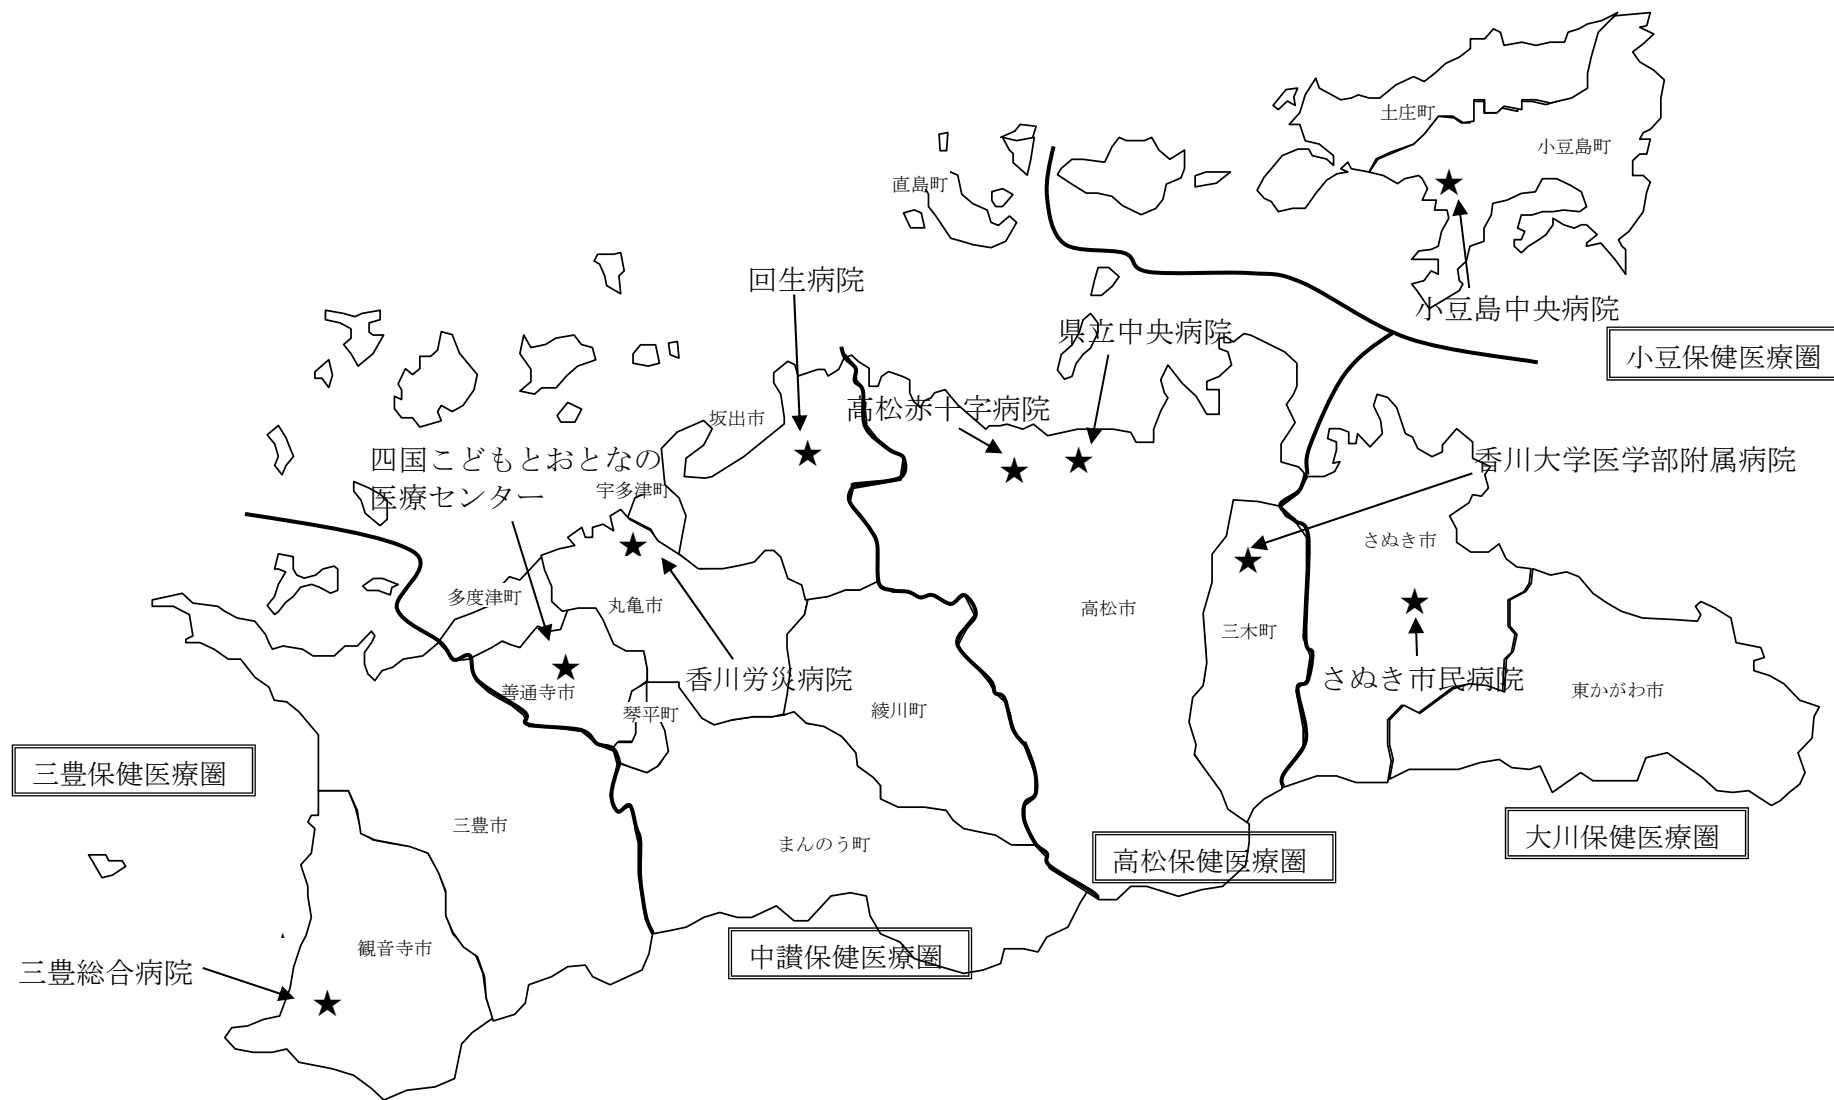 土庄町
小豆島町
直島町
小豆島中央病院
回生病院
県立中央病院
小豆保健医療圏
高松赤十字病院
坂出市
四国こどもとおとなの
医療センター
宇多津町
香川大学医学部附属病院
さぬき市
多度津町
丸亀市
高松市
三木町
香川労災病院
さぬき市民病院
善通寺市
琴平町
綾川町
東かがわ市
三豊保健医療圏
三豊市
まんのう町
高松保健医療圏
大川保健医療圏
観音寺市
中讃保健医療圏
三豊総合病院